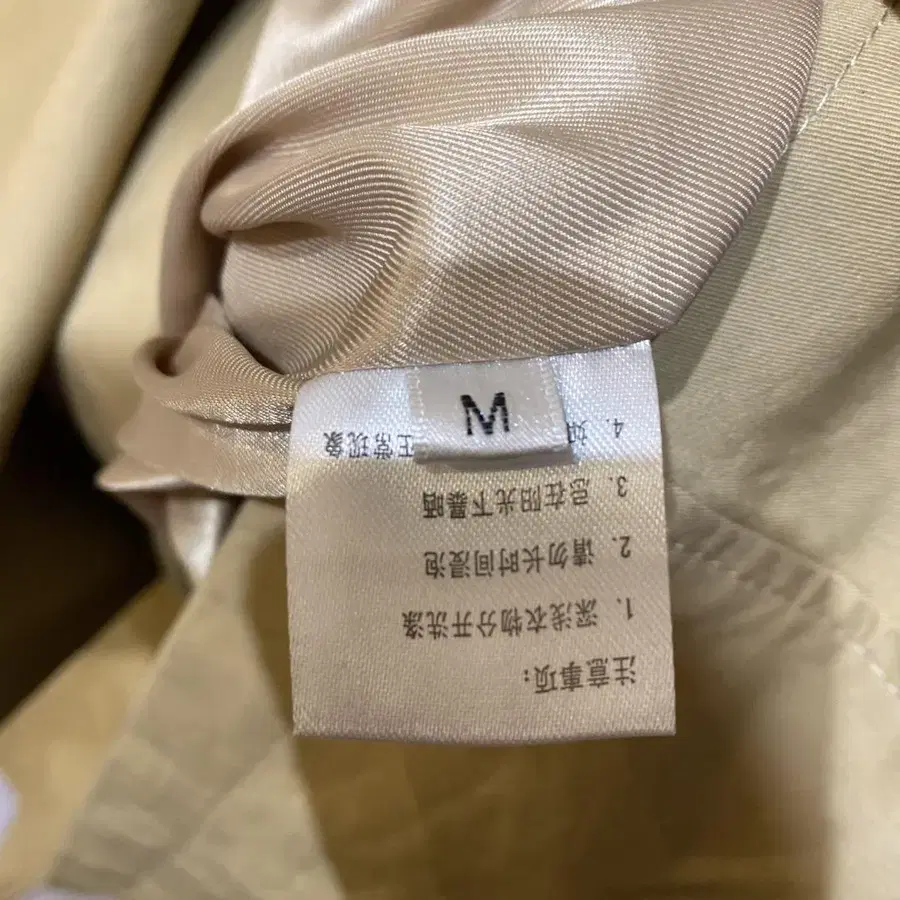 M
注意事项:
1. 深浅衣物分开洗涤
2. 请勿长时间浸泡
3. 忌在阳光下暴晒
4. 如 正常现象